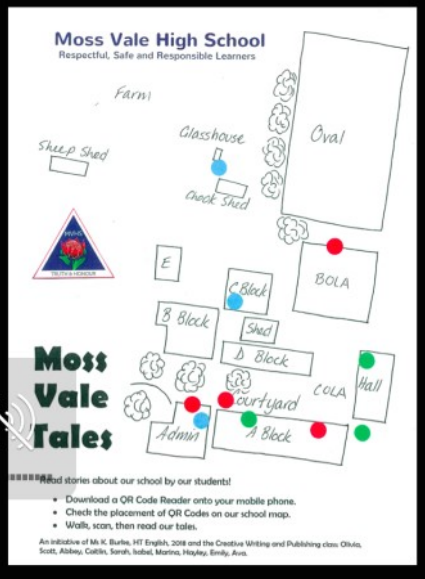 Moss Vale High School
Respectful, Safe and Responsible Learners
Farm
Oval
Glasshouse
Sheep Shed
Chook Shed
MVHS
TRUTH & HONOUR
E
BOLA
C Block
B Block
Shed
D Block
Moss
Vale
Tales
Hall
COLA
Courtyard
Admin
A Block
Read stories about our school by our students!
• Download a QR Code Reader onto your mobile phone.
• Check the placement of QR Codes on our school map.
• Walk, scan, then read our tales.
An initiative of Ms K. Burke, HT English, 2018 and the Creative Writing and Publishing class: Olivia,
Scott, Abbey, Caitlin, Sarah, Isabel, Marina, Hayley, Emily, Ava.